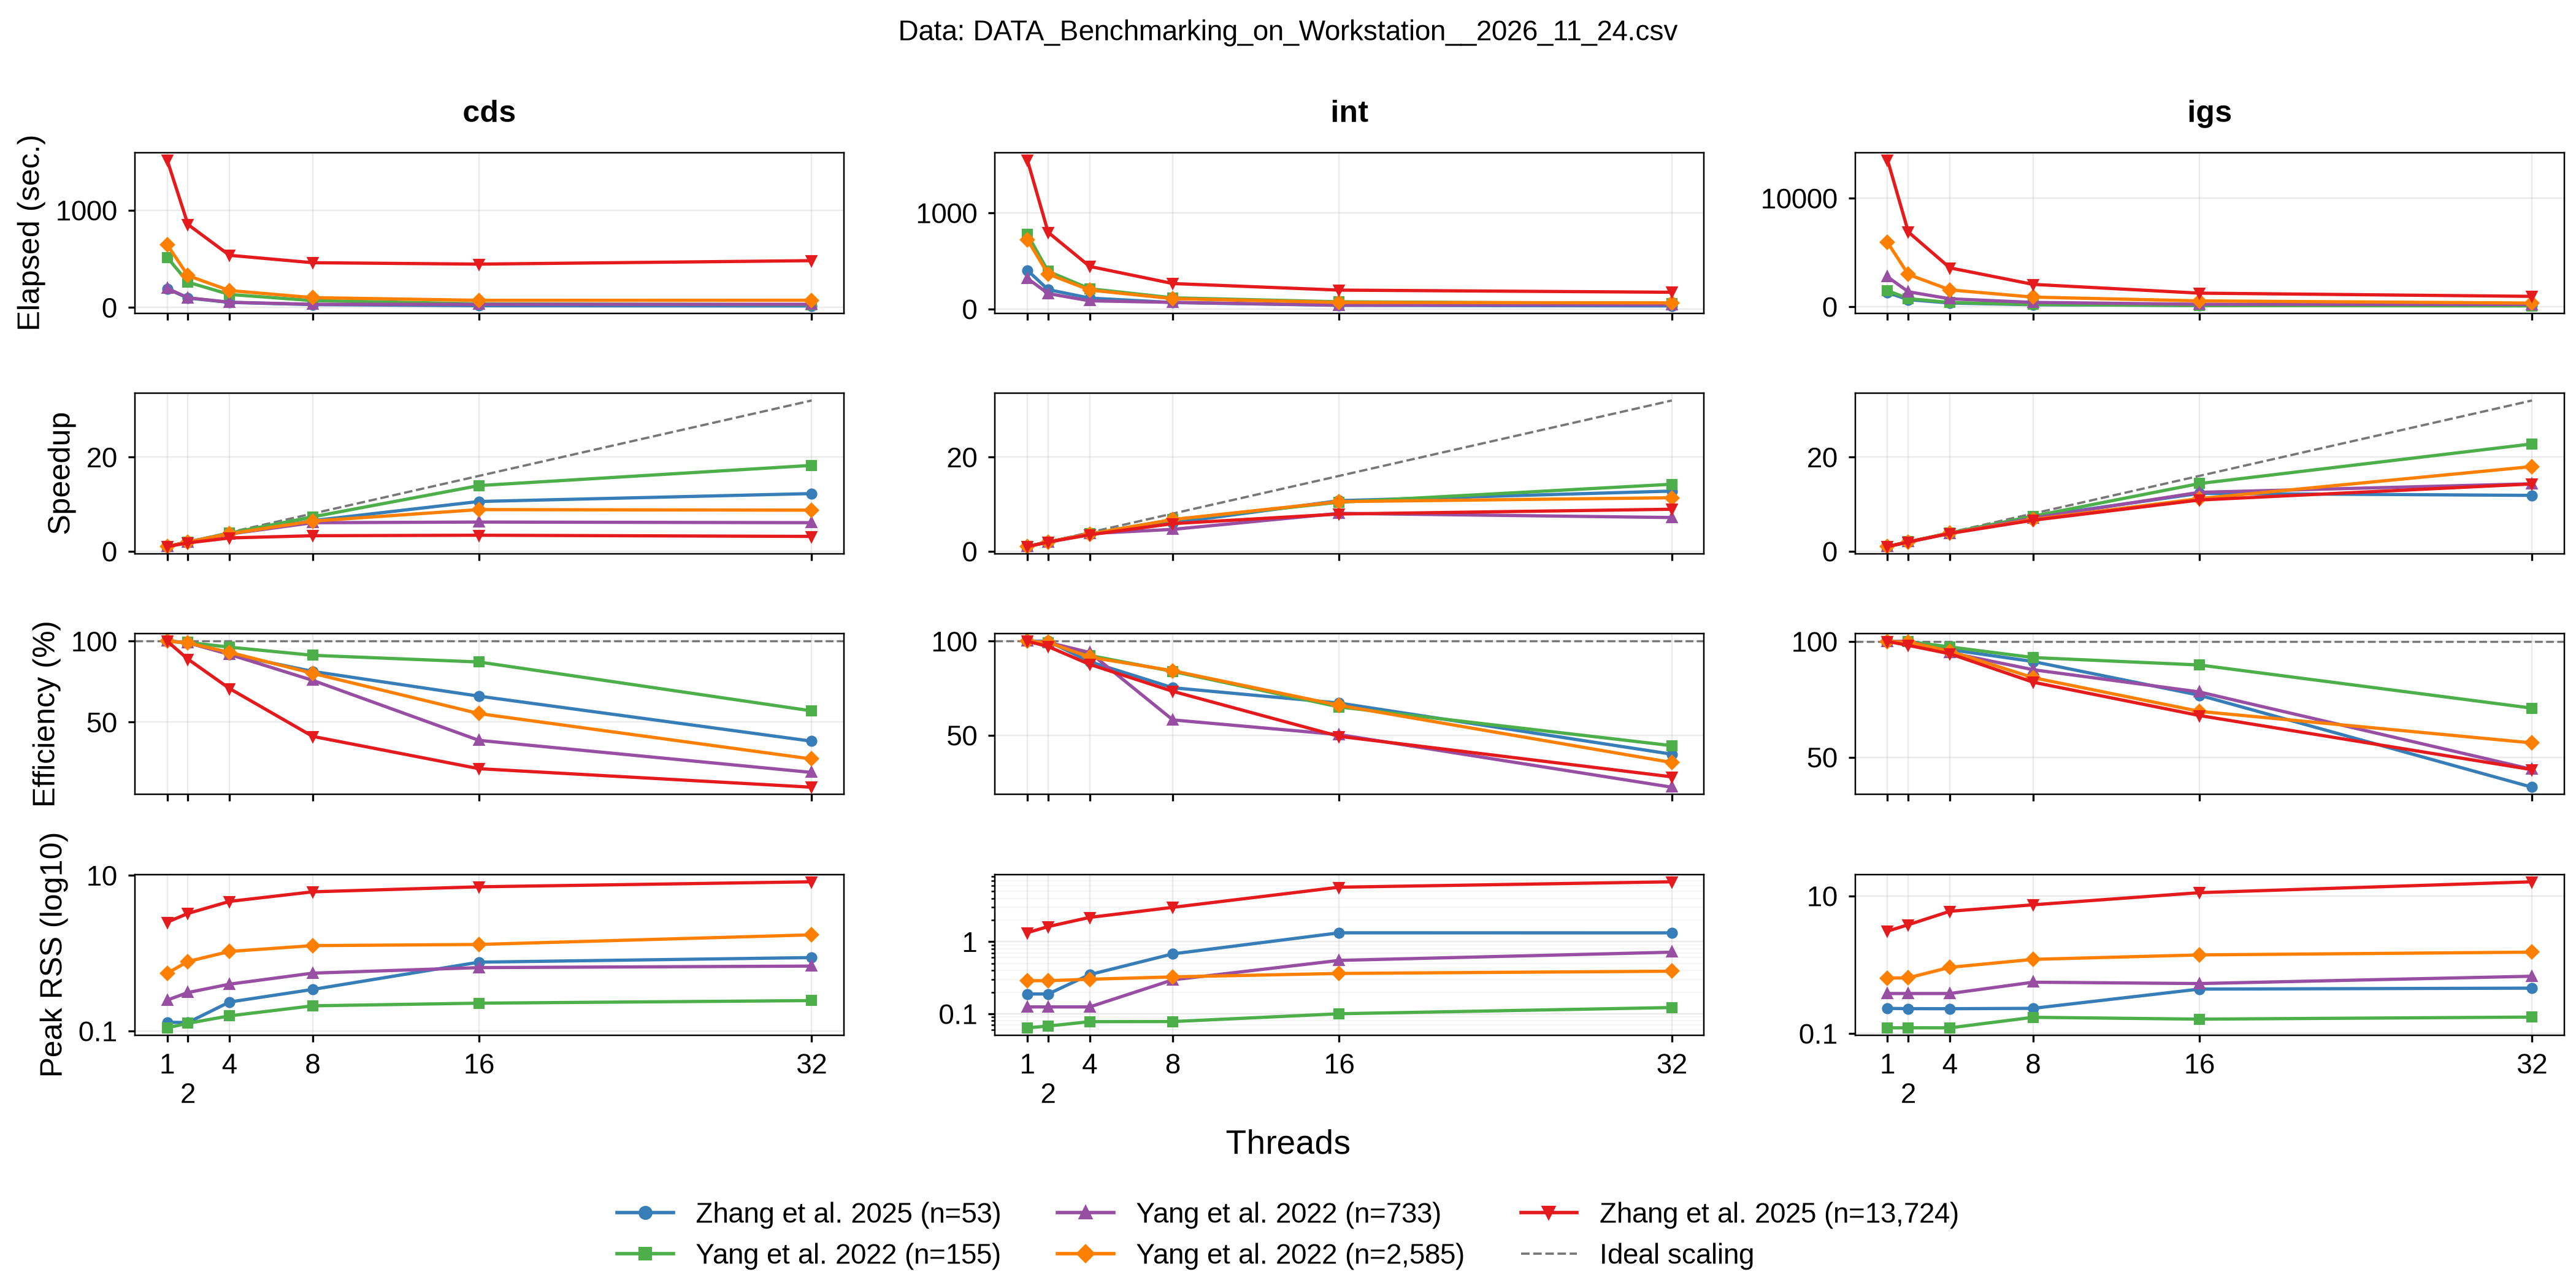 Data: DATA_Benchmarking_on_Workstation__2026_11_24.csv
cds
int
igs
Elapsed (sec.)
1000
0
1000
0
10000
0
Speedup
20
0
20
0
20
0
Efficiency (%)
100
50
100
50
100
50
Peak RSS (log10)
10
0.1
1
0.1
10
0.1
1 2 4 8 16 32
1 2 4 8 16 32
1 2 4 8 16 32
Threads
Zhang et al. 2025 (n=53)
Yang et al. 2022 (n=155)
Yang et al. 2022 (n=733)
Yang et al. 2022 (n=2,585)
Zhang et al. 2025 (n=13,724)
Ideal scaling